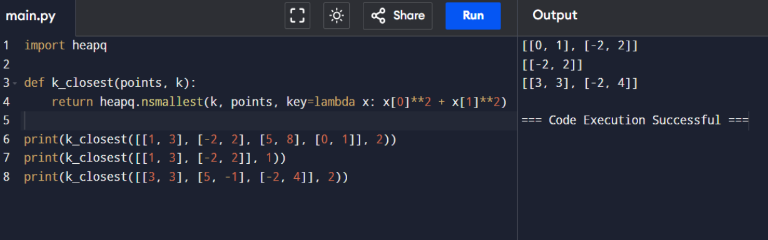 main.py
Share
Run
Output
1 import heapq
2
3 def k_closest(points, k):
4     return heapq.nsmallest(k, points, key=lambda x: x[0]**2 + x[1]**2)
5
6 print(k_closest([[1, 3], [-2, 2], [5, 8], [0, 1]], 2))
7 print(k_closest([[1, 3], [-2, 2]], 1))
8 print(k_closest([[3, 3], [5, -1], [-2, 4]], 2))
[[0, 1], [-2, 2]]
[[-2, 2]]
[[3, 3], [-2, 4]]
=== Code Execution Successful ===